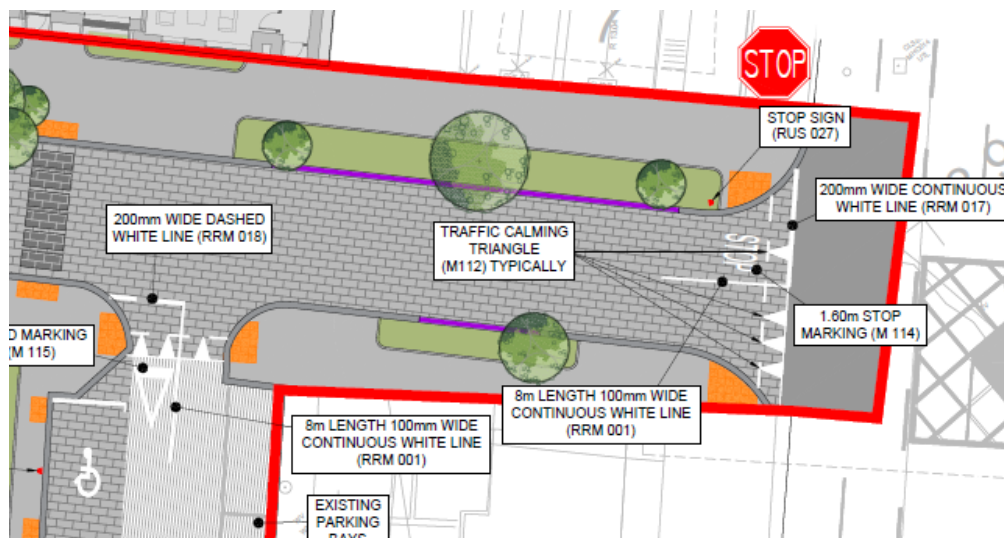 STOP
STOP SIGN
(RUS 027)
200mm WIDE CONTINUOUS
WHITE LINE (RRM 017)
200mm WIDE DASHED
WHITE LINE (RRM 018)
TRAFFIC CALMING
TRIANGLE
(M112) TYPICALLY
STOP
1.60m STOP
MARKING (M 114)
D MARKING
(M 115)
8m LENGTH 100mm WIDE
CONTINUOUS WHITE LINE
(RRM 001)
8m LENGTH 100mm WIDE
CONTINUOUS WHITE LINE
(RRM 001)
EXISTING
PARKING
BAYS